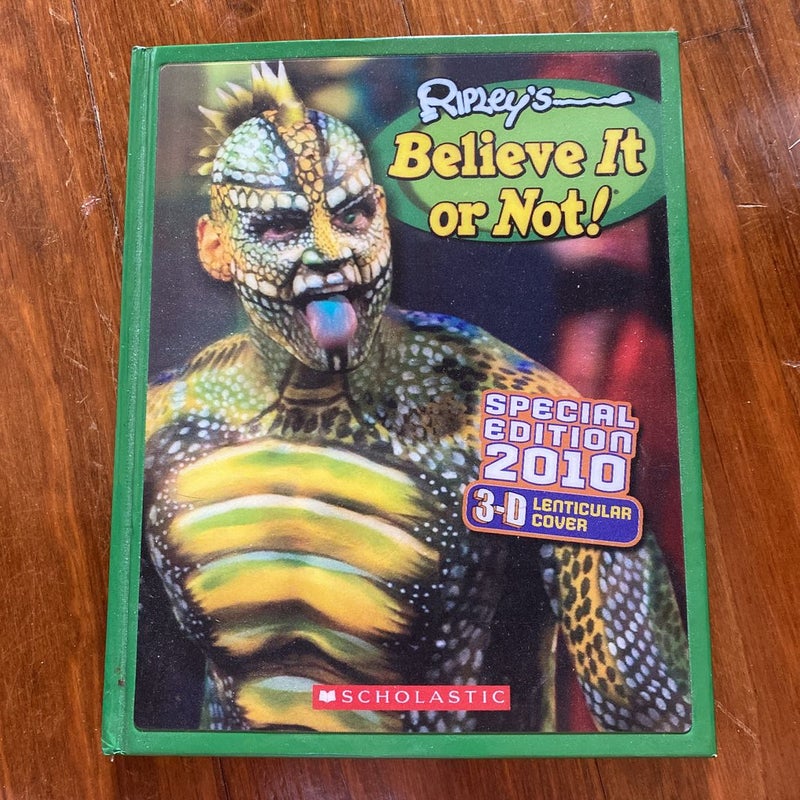 RIPLEY's
Believe It
or Not!®
SPECIAL
EDITION
2010
3-D LENTICULAR
COVER
SCHOLASTIC